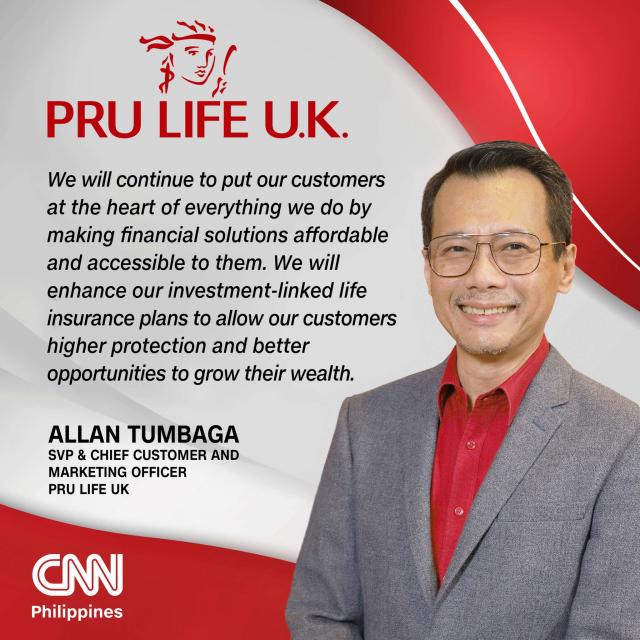 PRU LIFE U.K.
We will continue to put our customers
at the heart of everything we do by
making financial solutions affordable
and accessible to them. We will
enhance our investment-linked life
insurance plans to allow our customers
higher protection and better
opportunities to grow their wealth.
ALLAN TUMBAGA
SVP & CHIEF CUSTOMER AND
MARKETING OFFICER
PRU LIFE UK
CNN
Philippines